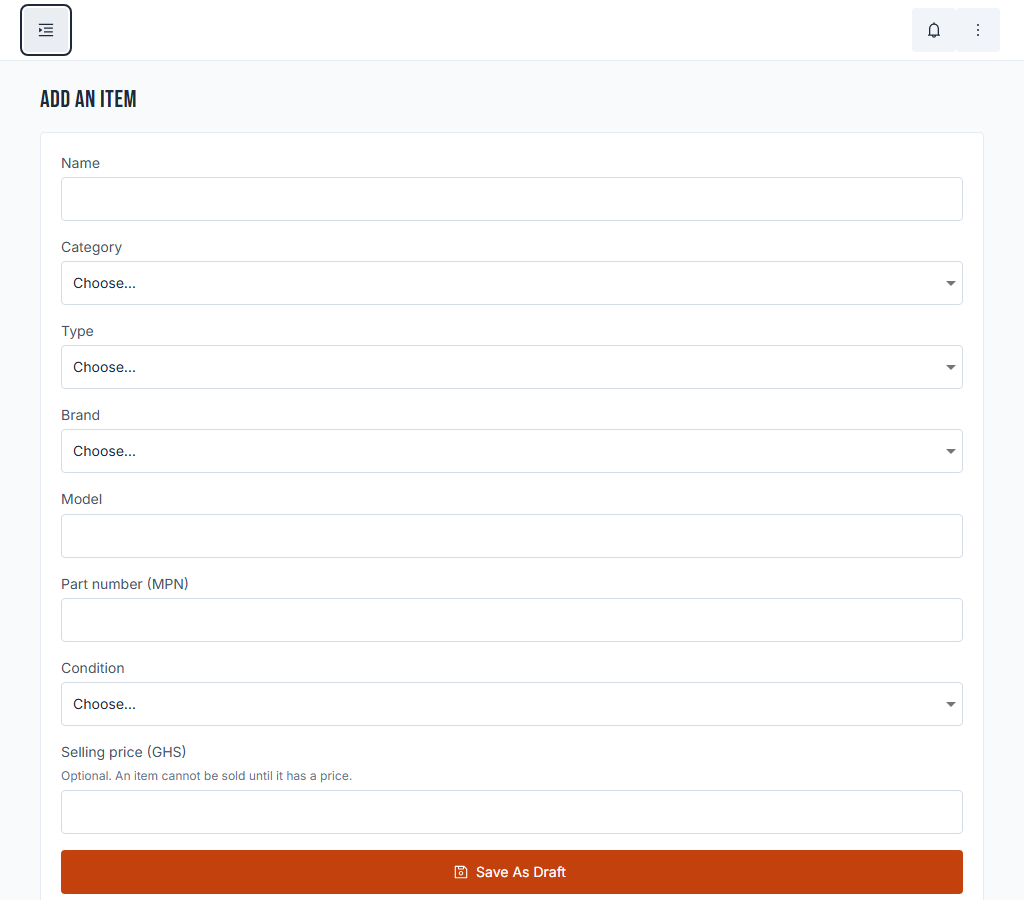 ADD AN ITEM
Name
Category
Choose...
Type
Choose...
Brand
Choose...
Model
Part number (MPN)
Condition
Choose...
Selling price (GHS)
Optional. An item cannot be sold until it has a price.
Save As Draft